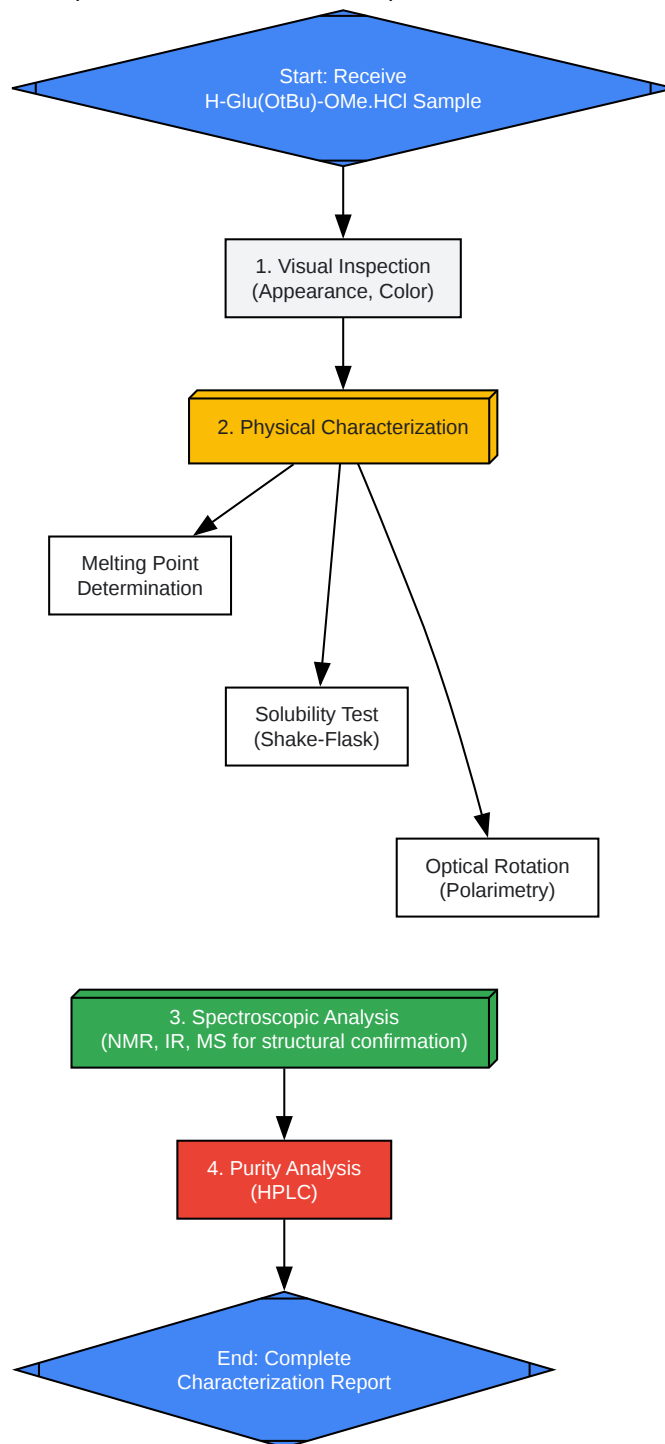 Start: Receive
H-Glu(OtBu)-OMe.HCl Sample
1. Visual Inspection
(Appearance, Color)
2. Physical Characterization
Melting Point
Determination
Solubility Test
(Shake-Flask)
Optical Rotation
(Polarimetry)
3. Spectroscopic Analysis
(NMR, IR, MS for structural confirmation)
4. Purity Analysis
(HPLC)
End: Complete
Characterization Report